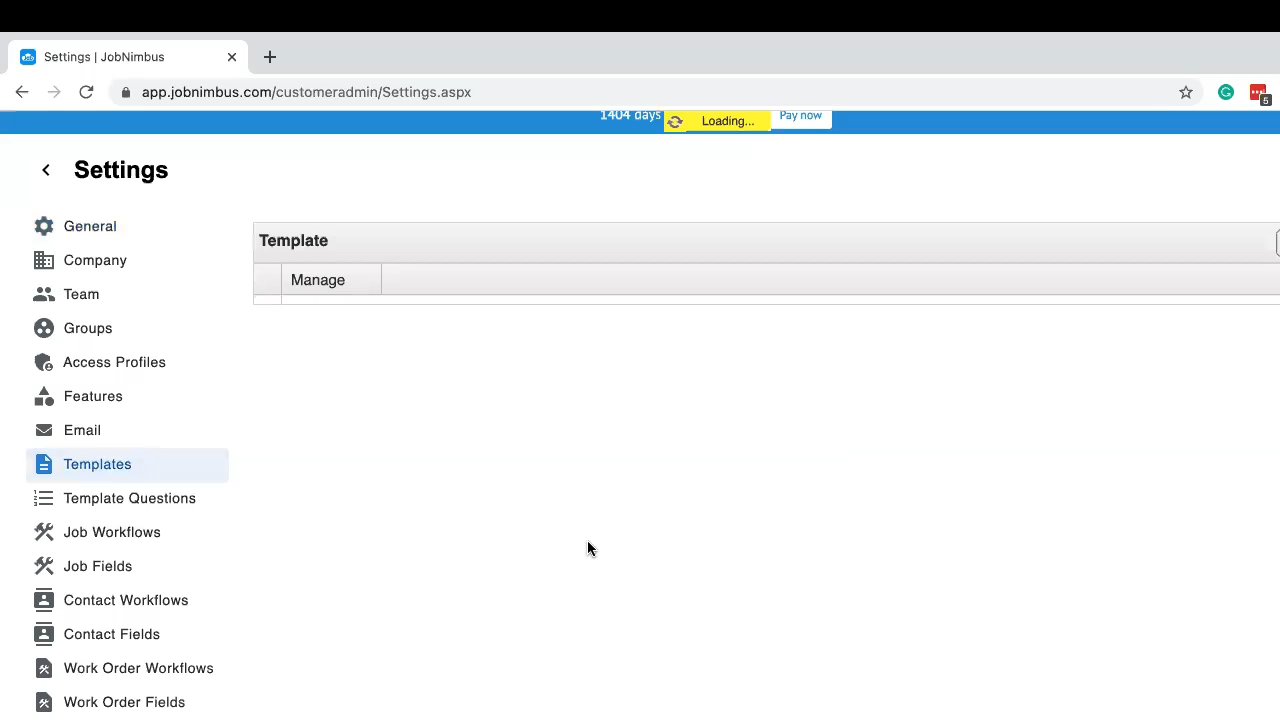 Settings | JobNimbus
app.jobnimbus.com/customeradmin/Settings.aspx
5
1404 days
Loading...
Pay now
Settings
General
Company
Team
Groups
Access Profiles
Features
Email
Templates
Template Questions
Job Workflows
Job Fields
Contact Workflows
Contact Fields
Work Order Workflows
Work Order Fields
Template
Manage